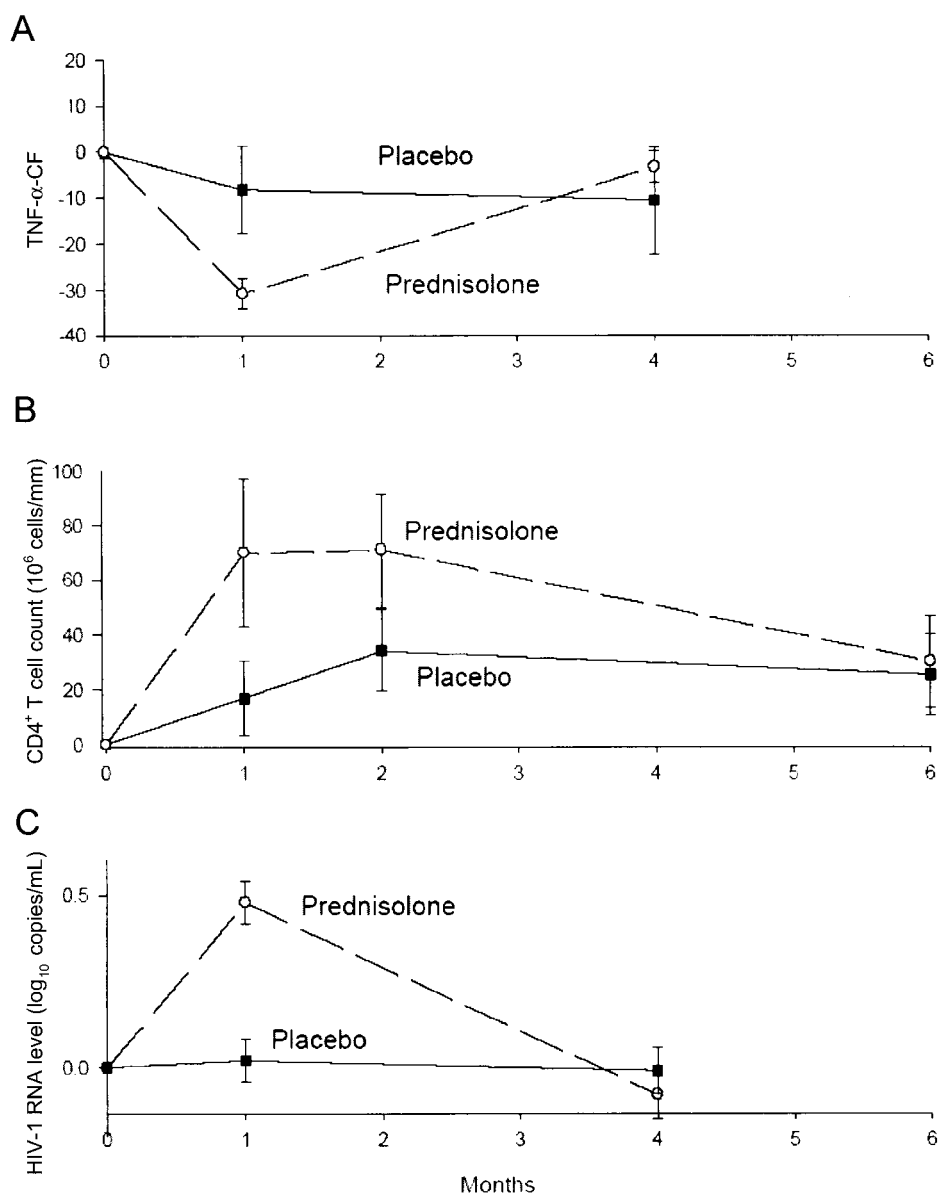 A
20
10
0
-10
-20
-30
-40
TNF-α-CF
Placebo
Prednisolone
0 1 2 3 4 5 6
B
100
80
60
40
20
0
CD4⁺ T cell count (10⁶ cells/mm)
Prednisolone
Placebo
0 1 2 3 4 5 6
C
0.5
0.0
HIV-1 RNA level (log₁₀ copies/mL)
Prednisolone
Placebo
0 1 2 3 4 5 6
Months